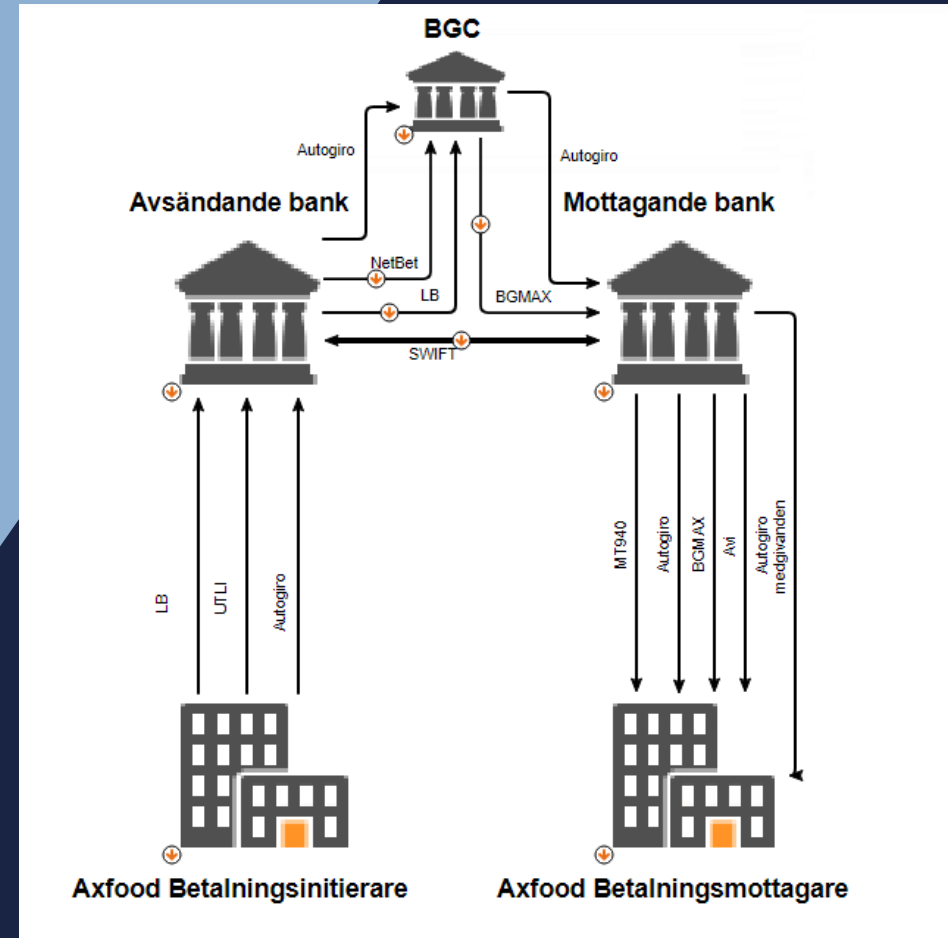 BGC
Autogiro
Autogiro
Avsändande bank
Mottagande bank
NetBet
LB
BGMAX
SWIFT
LB
UTLI
Autogiro
MT940
Autogiro
BGMAX
Avi
Autogiro
medgivanden
Axfood Betalningsinitierare
Axfood Betalningsmottagare